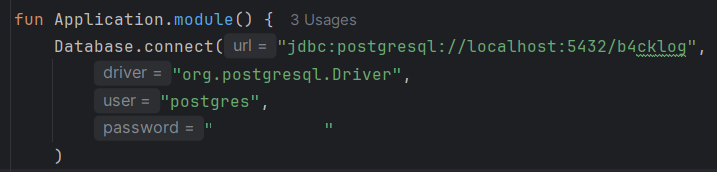 fun Application.module() { 3 Usages
Database.connect( url = "jdbc:postgresql://localhost:5432/b4cklog",
driver = "org.postgresql.Driver",
user = "postgres",
password = " "
)